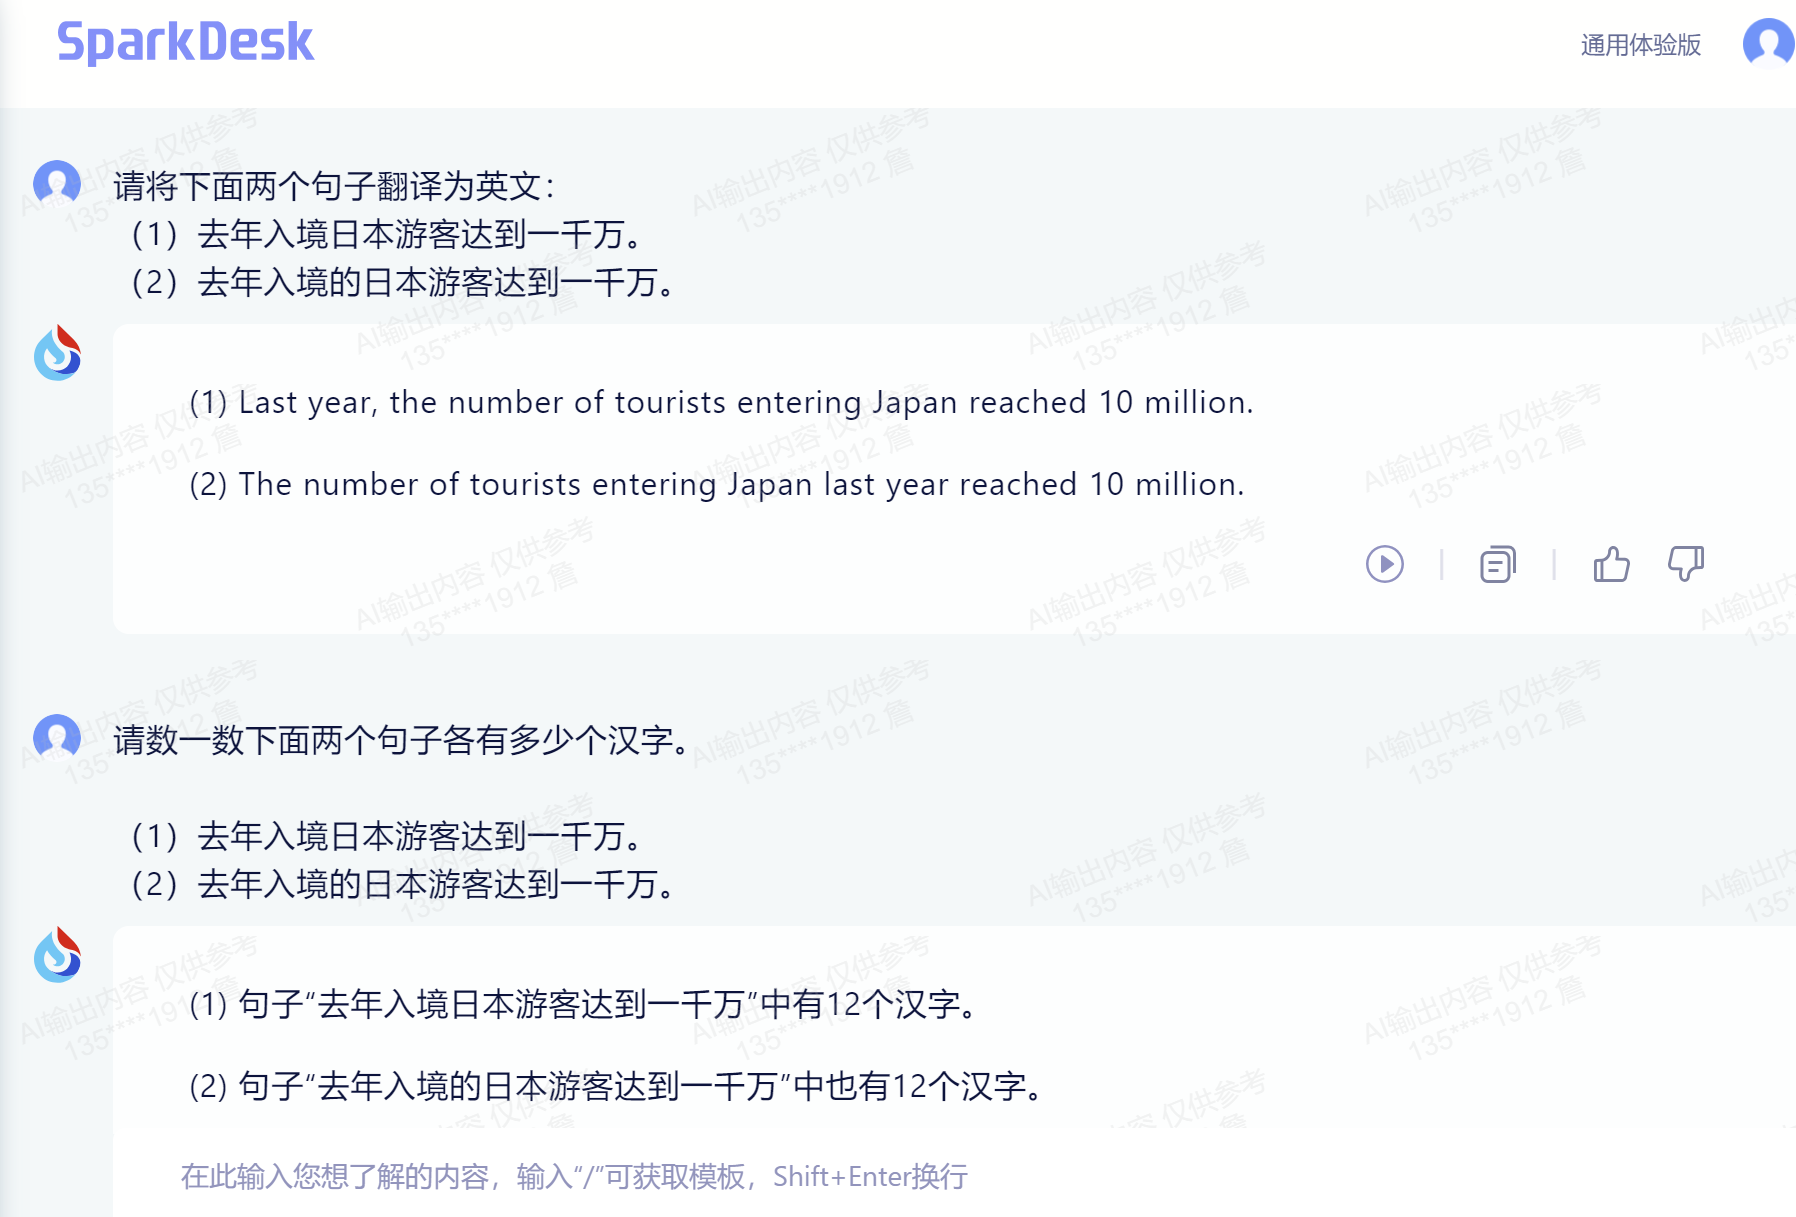 SparkDesk
通用体验版
请将下面两个句子翻译为英文：
（1）去年入境日本游客达到一千万。
（2）去年入境的日本游客达到一千万。
(1) Last year, the number of tourists entering Japan reached 10 million.
(2) The number of tourists entering Japan last year reached 10 million.
请数一数下面两个句子各有多少个汉字。
（1）去年入境日本游客达到一千万。
（2）去年入境的日本游客达到一千万。
(1) 句子“去年入境日本游客达到一千万”中有12个汉字。
(2) 句子“去年入境的日本游客达到一千万”中也有12个汉字。
在此输入您想了解的内容，输入“/”可获取模板，Shift+Enter换行
AI输出内容 仅供参考
135****1912 詹